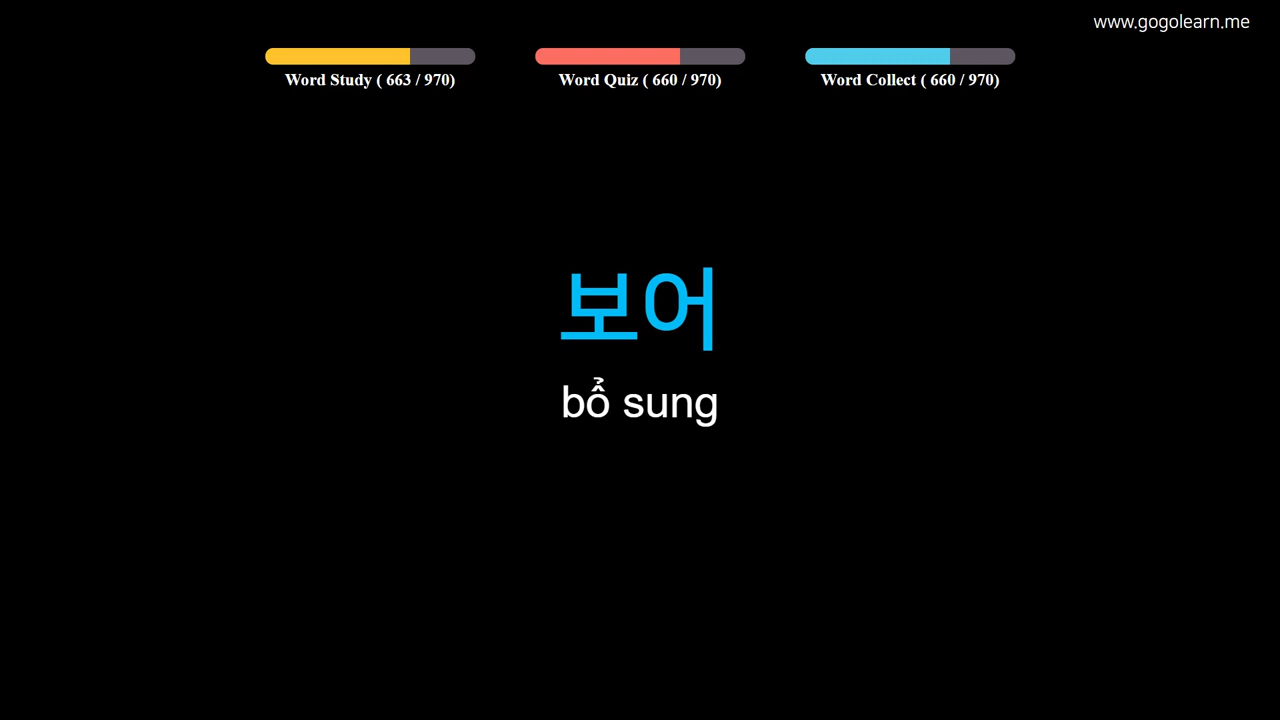 www.gogolearn.me
Word Study ( 663 / 970)
Word Quiz ( 660 / 970)
Word Collect ( 660 / 970)
보어
bổ sung